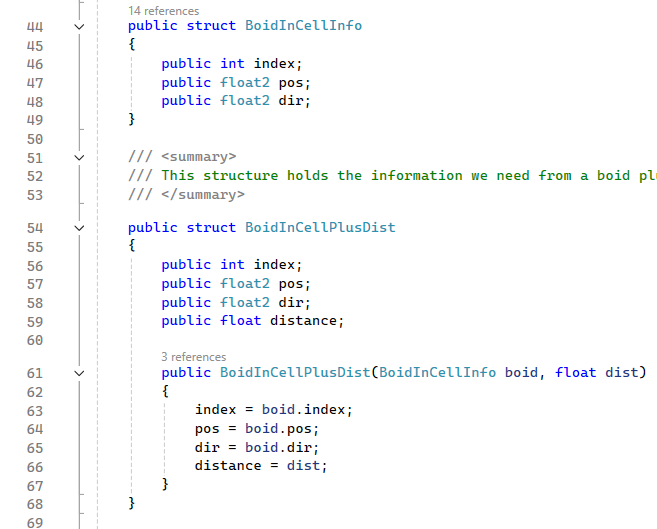 14 references
44 public struct BoidInCellInfo
45 {
46 public int index;
47 public float2 pos;
48 public float2 dir;
49 }
50
51 /// <summary>
52 /// This structure holds the information we need from a boid
53 /// </summary>
54 public struct BoidInCellPlusDist
55 {
56 public int index;
57 public float2 pos;
58 public float2 dir;
59 public float distance;
60
3 references
61 public BoidInCellPlusDist(BoidInCellInfo boid, float dist)
62 {
63 index = boid.index;
64 pos = boid.pos;
65 dir = boid.dir;
66 distance = dist;
67 }
68 }
69